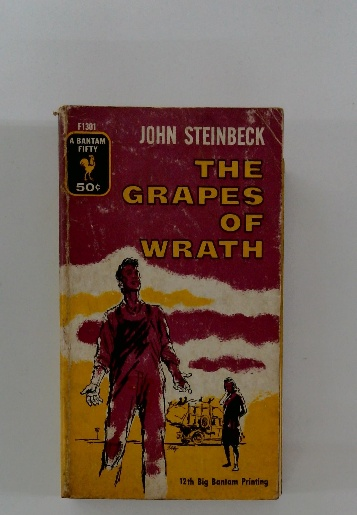 F1301
A BANTAM
FIFTY
50¢
JOHN STEINBECK
THE
GRAPES
OF
WRATH
12th Big Bantam Printing